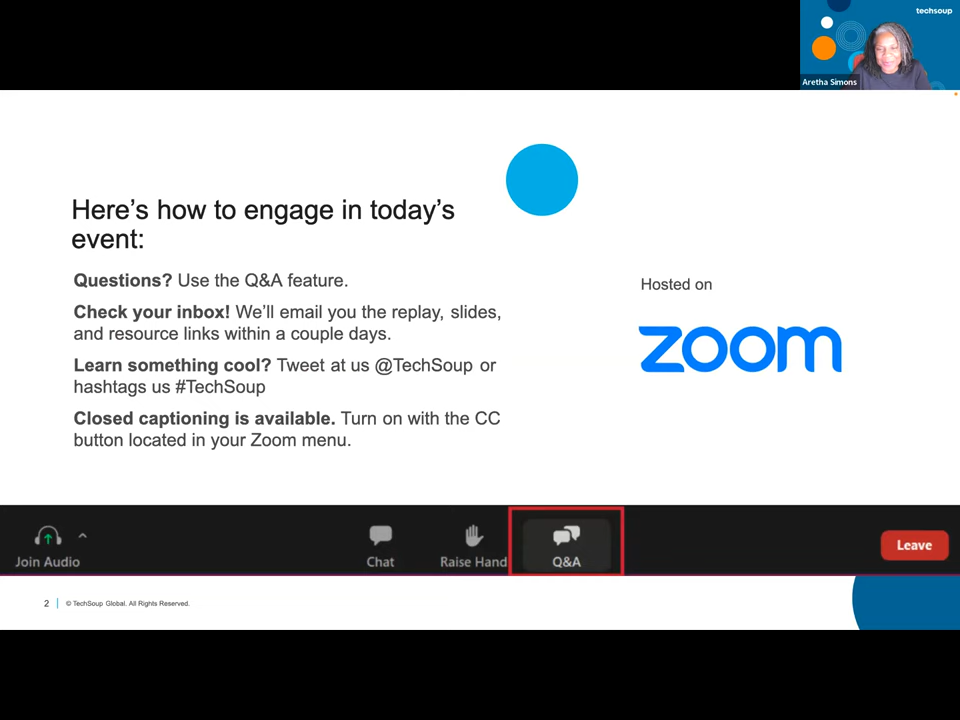 techsoup
Aretha Simons
Here's how to engage in today's
event:
Questions? Use the Q&A feature.
Check your inbox! We'll email you the replay, slides,
and resource links within a couple days.
Learn something cool? Tweet at us @TechSoup or
hashtags us #TechSoup
Closed captioning is available. Turn on with the CC
button located in your Zoom menu.
Hosted on
zoom
Join Audio
Chat
Raise Hand
Q&A
Leave
2 | © TechSoup Global. All Rights Reserved.